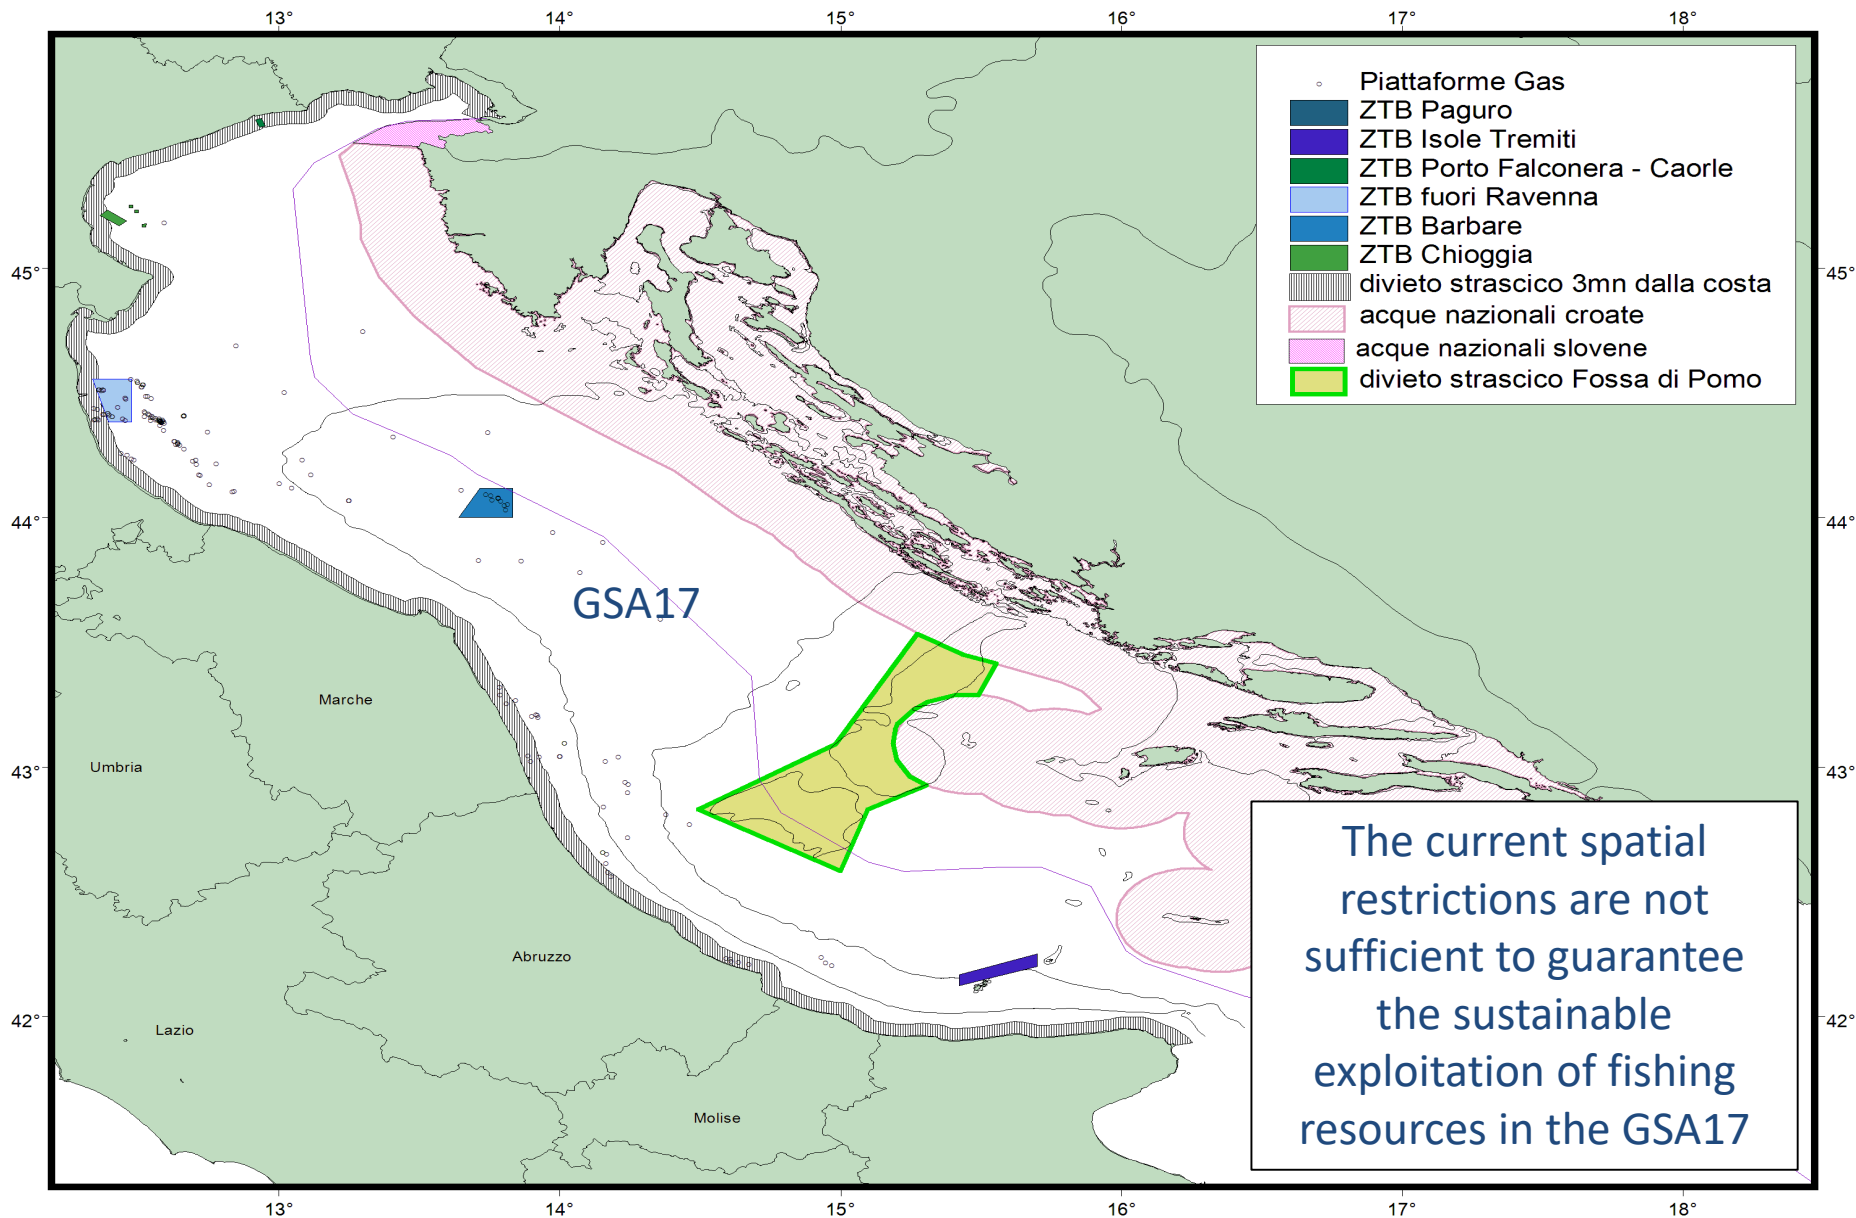 13° 14° 15° 16° 17° 18°
Piattaforme Gas
ZTB Paguro
ZTB Isole Tremiti
ZTB Porto Falconera - Caorle
ZTB fuori Ravenna
ZTB Barbare
ZTB Chioggia
divieto strascico 3mn dalla costa
acque nazionali croate
acque nazionali slovene
divieto strascico Fossa di Pomo
45° 45°
44° 44°
GSA17
Marche
Umbria
43° 43°
Abruzzo
Lazio
42° 42°
Molise
The current spatial
restrictions are not
sufficient to guarantee
the sustainable
exploitation of fishing
resources in the GSA17
13° 14° 15° 16° 17° 18°